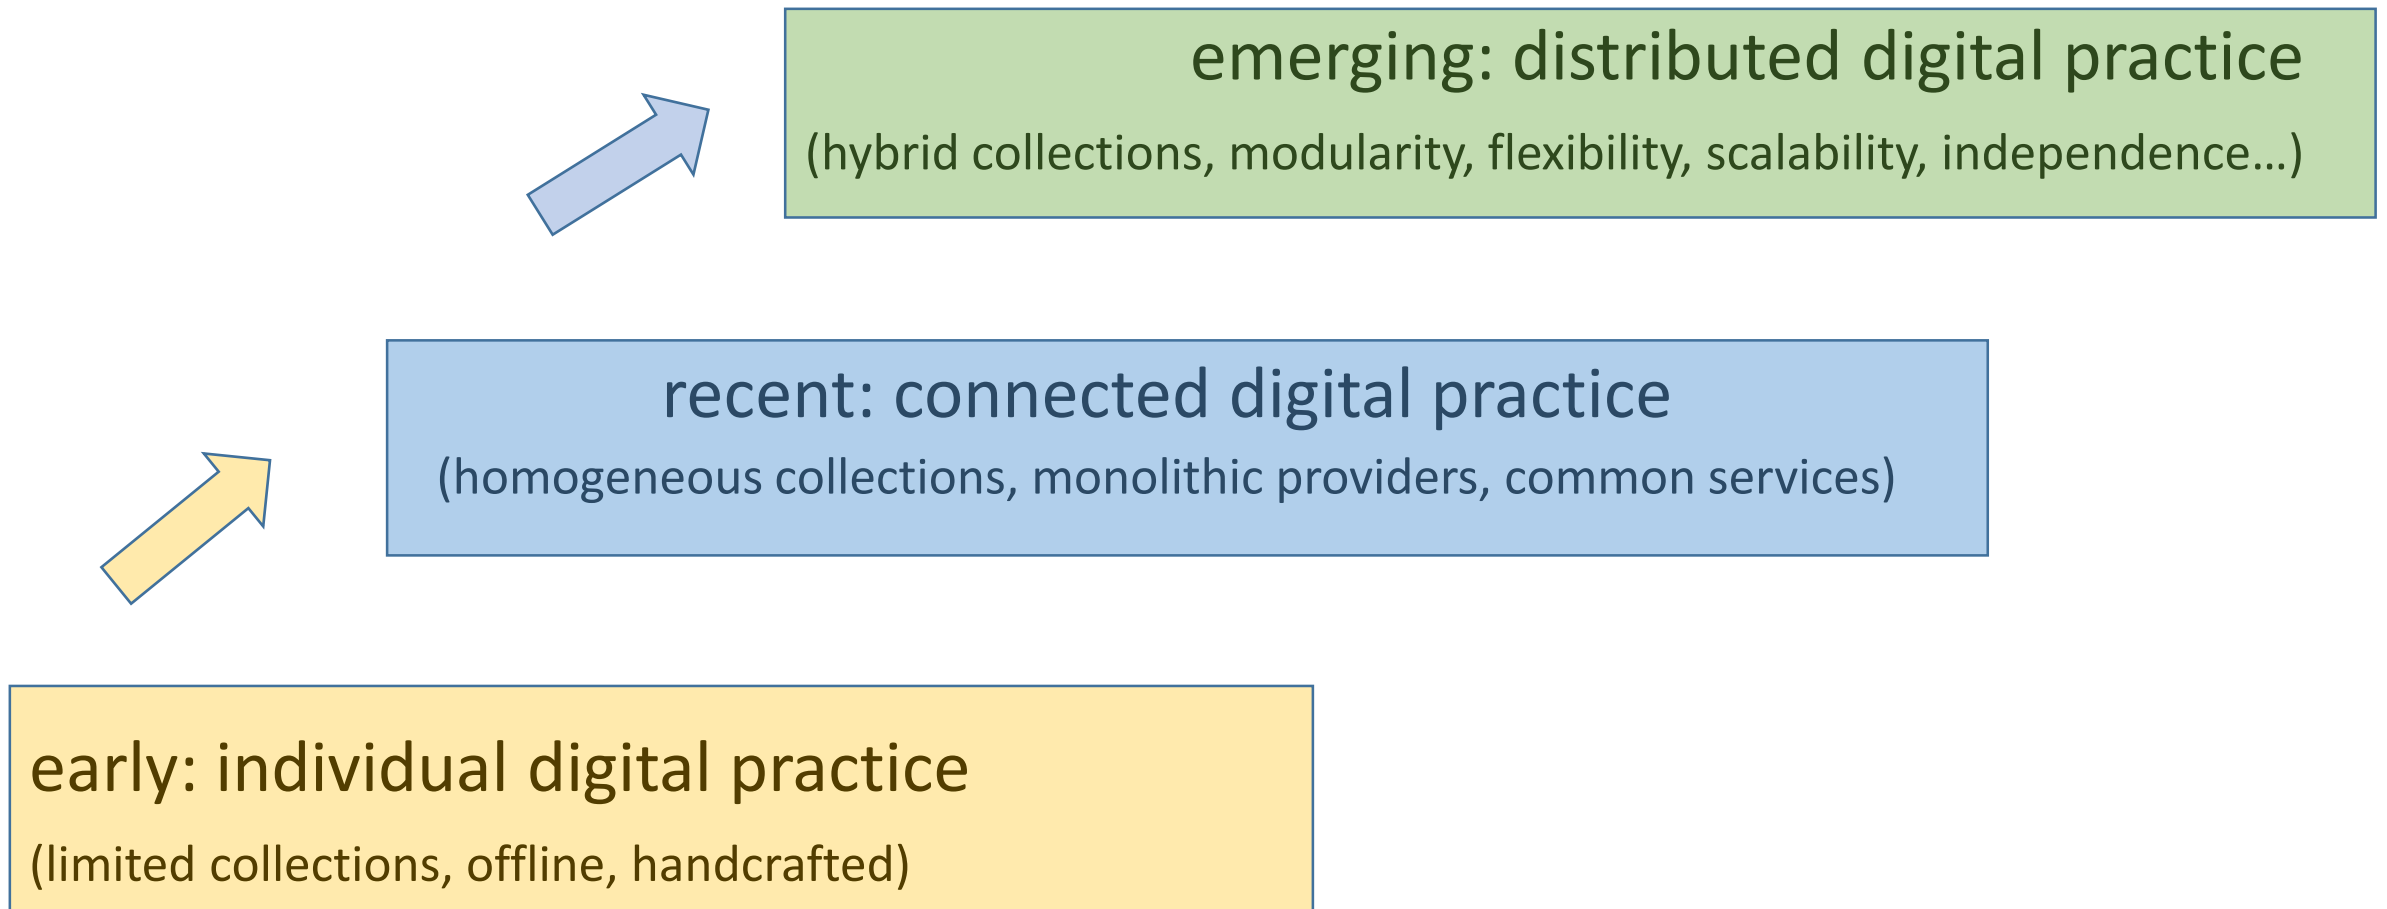 emerging: distributed digital practice
(hybrid collections, modularity, flexibility, scalability, independence…)
recent: connected digital practice
(homogeneous collections, monolithic providers, common services)
early: individual digital practice
(limited collections, offline, handcrafted)